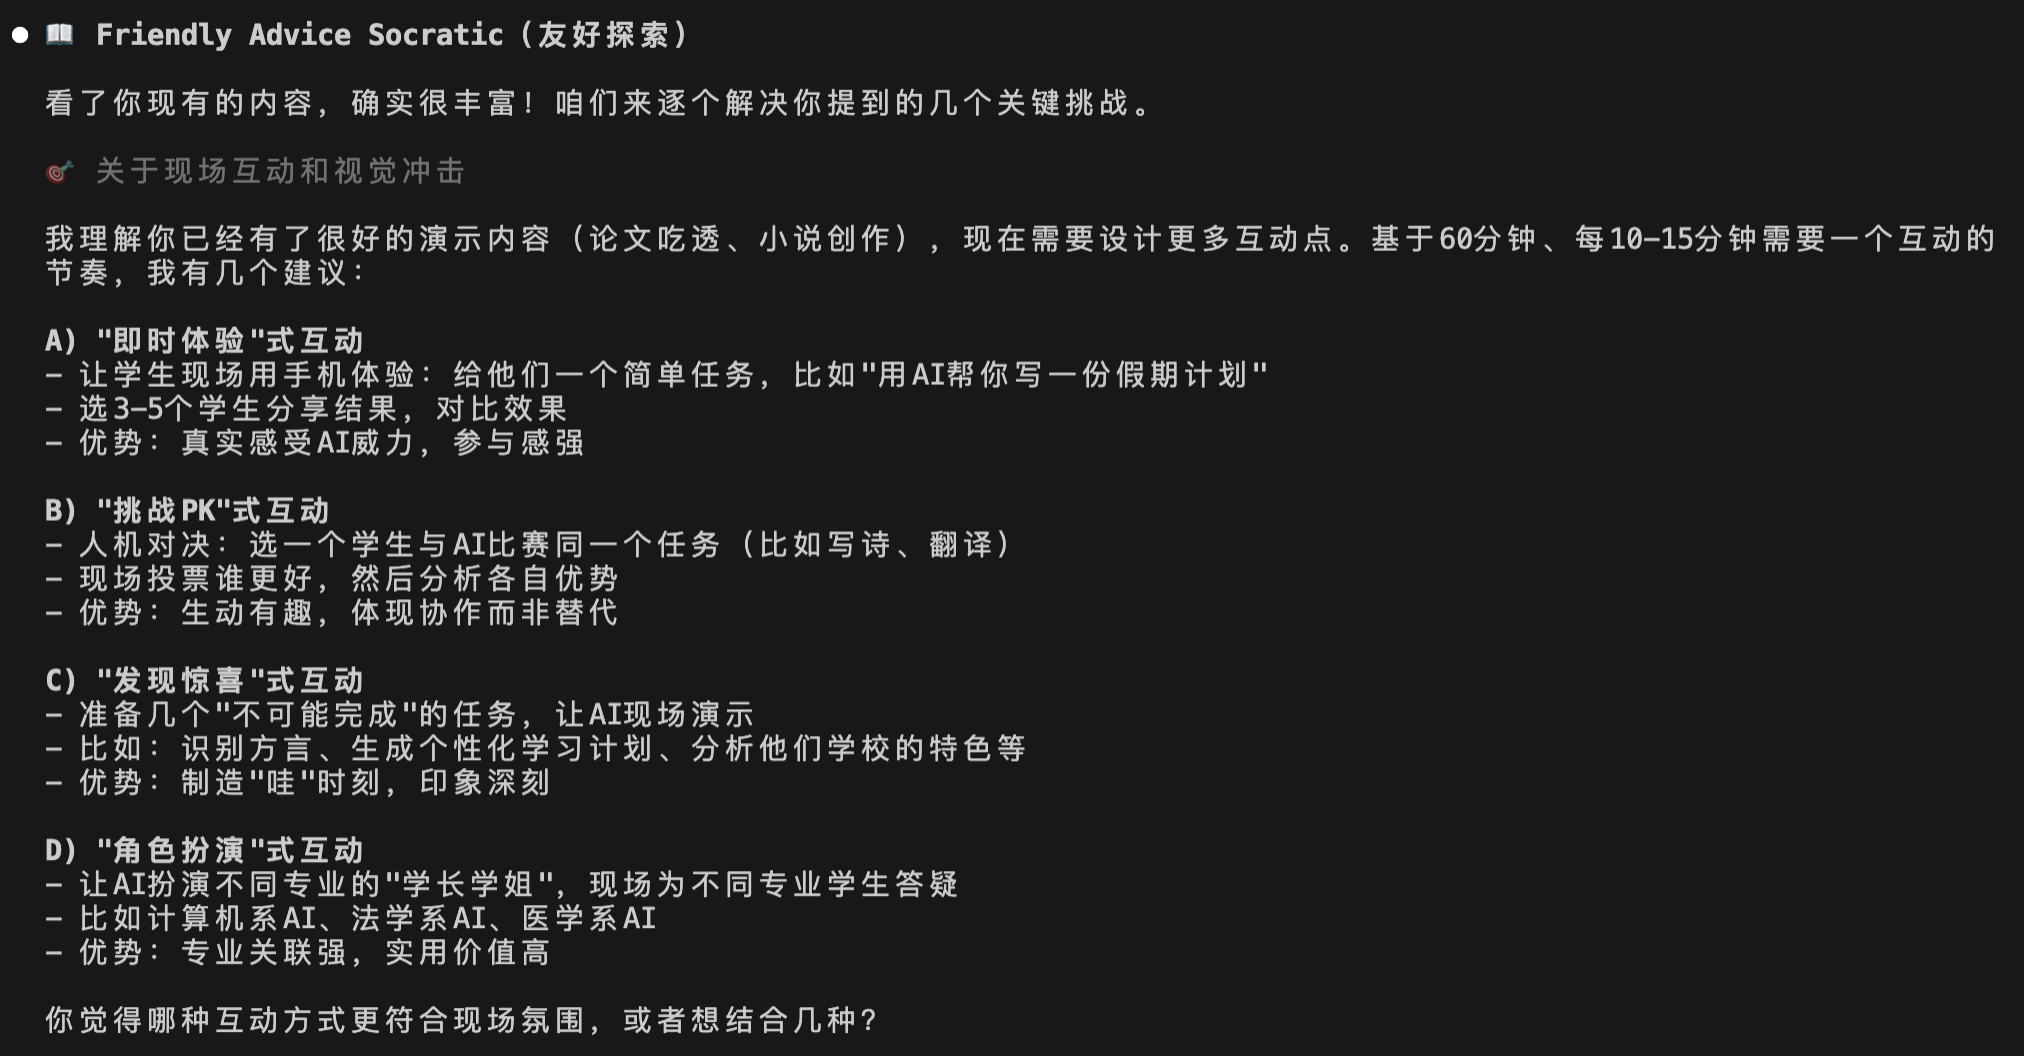 Friendly Advice Socratic（友好探索）
看了你现有的内容，确实很丰富！咱们来逐个解决你提到的几个关键挑战。
关于现场互动和视觉冲击
我理解你已经有了很好的演示内容（论文吃透、小说创作），现在需要设计更多互动点。基于60分钟、每10-15分钟需要一个互动的
节奏，我有几个建议：
A) "即时体验"式互动
- 让学生现场用手机体验：给他们一个简单任务，比如"用AI帮你写一份假期计划"
- 选3-5个学生分享结果，对比效果
- 优势：真实感受AI威力，参与感强
B) "挑战PK"式互动
- 人机对决：选一个学生与AI比赛同一个任务（比如写诗、翻译）
- 现场投票谁更好，然后分析各自优势
- 优势：生动有趣，体现协作而非替代
C) "发现惊喜"式互动
- 准备几个"不可能完成"的任务，让AI现场演示
- 比如：识别方言、生成个性化学习计划、分析他们学校的特色等
- 优势：制造"哇"时刻，印象深刻
D) "角色扮演"式互动
- 让AI扮演不同专业的"学长学姐"，现场为不同专业学生答疑
- 比如计算机系AI、法学系AI、医学系AI
- 优势：专业关联强，实用价值高
你觉得哪种互动方式更符合现场氛围，或者想结合几种？